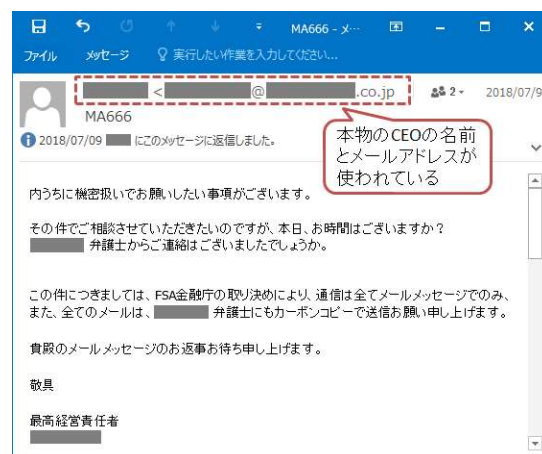 MA666 - メ…
ファイル メッセージ 実行したい作業を入力してください...
< @ .co.jp 2 2018/07/9
MA666
2018/07/09 にこのメッセージに返信しました。
本物のCEOの名前
とメールアドレスが
使われている
内うちに機密扱いでお願いしたい事項がございます。
その件でご相談させていただきたいのですが、本日、お時間はございますか？
弁護士からご連絡はございましたでしょうか。
この件につきましては、FSA金融庁の取り決めにより、通信は全てメールメッセージでのみ、
また、全てのメールは、 弁護士にもカーボンコピーで送信お願い申し上げます。
貴殿のメールメッセージのお返事お待ち申し上げます。
敬具
最高経営責任者